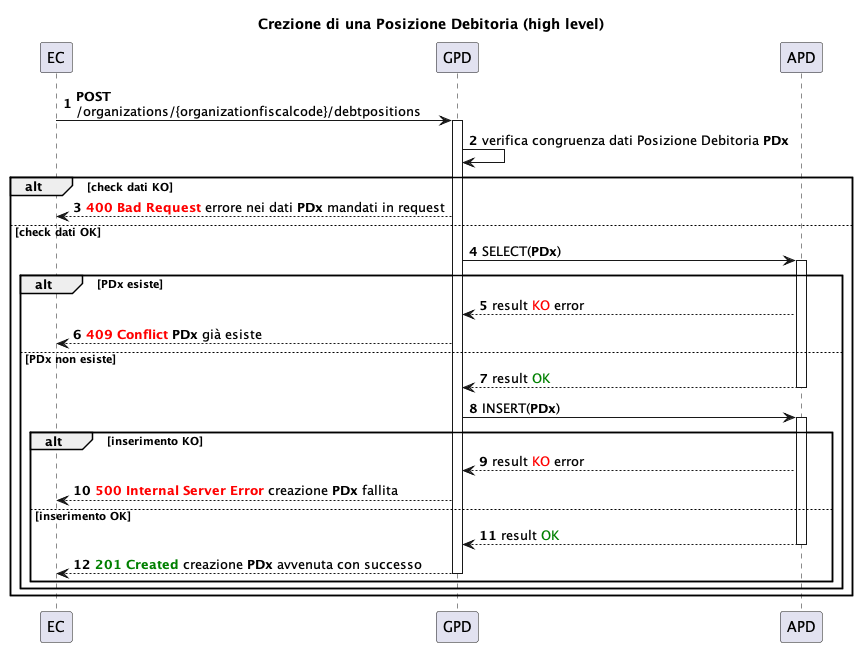 Crezione di una Posizione Debitoria (high level)
EC GPD APD
1 POST
/organizations/{organizationfiscalcode}/debtpositions
2 verifica congruenza dati Posizione Debitoria PDx
alt [check dati KO]
3 400 Bad Request errore nei dati PDx mandati in request
[check dati OK]
4 SELECT(PDx)
alt [PDx esiste]
5 result KO error
6 409 Conflict PDx già esiste
[PDx non esiste]
7 result OK
8 INSERT(PDx)
alt [inserimento KO]
9 result KO error
10 500 Internal Server Error creazione PDx fallita
[inserimento OK]
11 result OK
12 201 Created creazione PDx avvenuta con successo
EC GPD APD